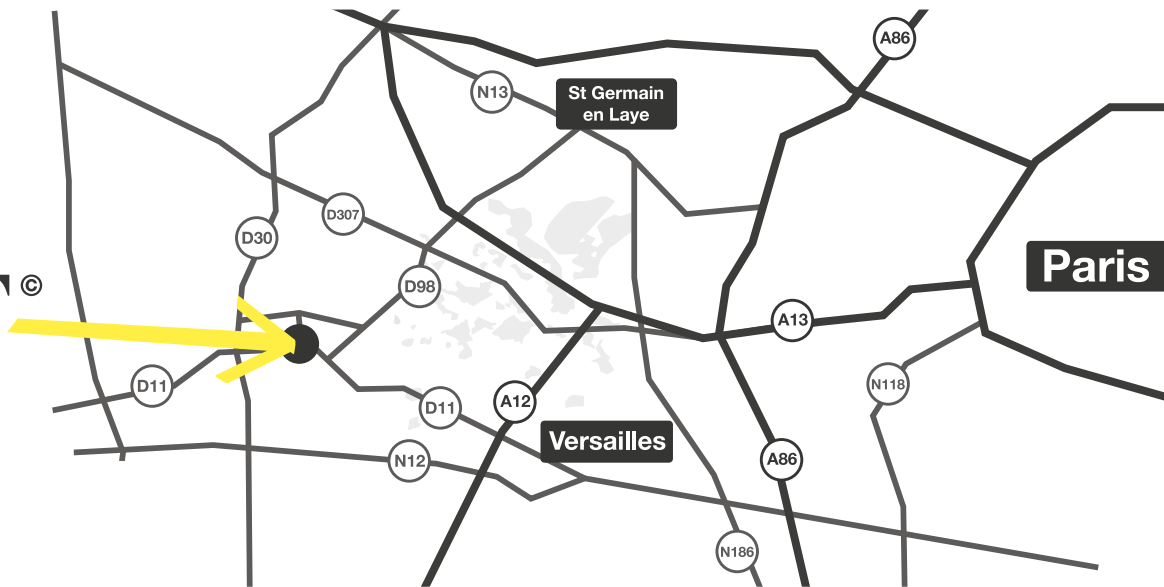 A86
N13
St Germain
en Laye
D307
D30
Paris
©
D98
A13
D11
N118
A12
D11
Versailles
N12
A86
N186